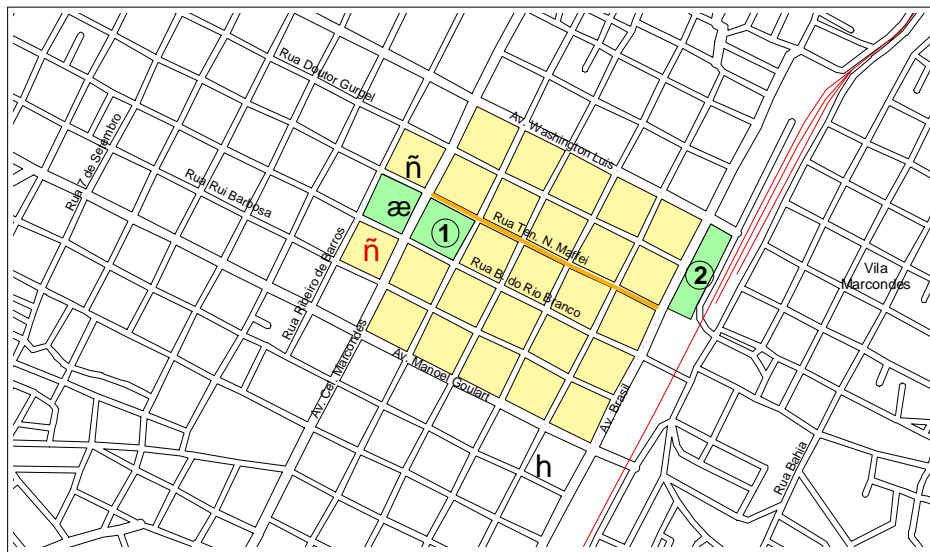 Rua Doutor Gurgel
Av. Washington Luis
Rua 7 de Setembro
ñ
Rua Rui Barbosa
æ
1
Rua Ten. N. Maffei
ñ
Rua Ribeiro de Barros
Rua B. do Rio Branco
2
Vila
Marcondes
Av. Cel. Marcondes
Av. Manoel Goulart
Av. Brasil
h
Rua Bahia